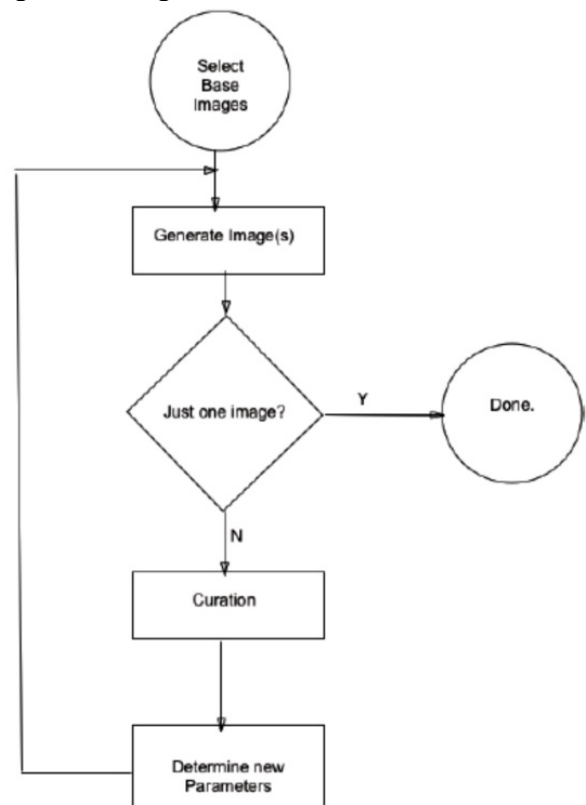 Select
Base
Images
Generate Image(s)
Just one image?
Y
Done.
N
Curation
Determine new
Parameters